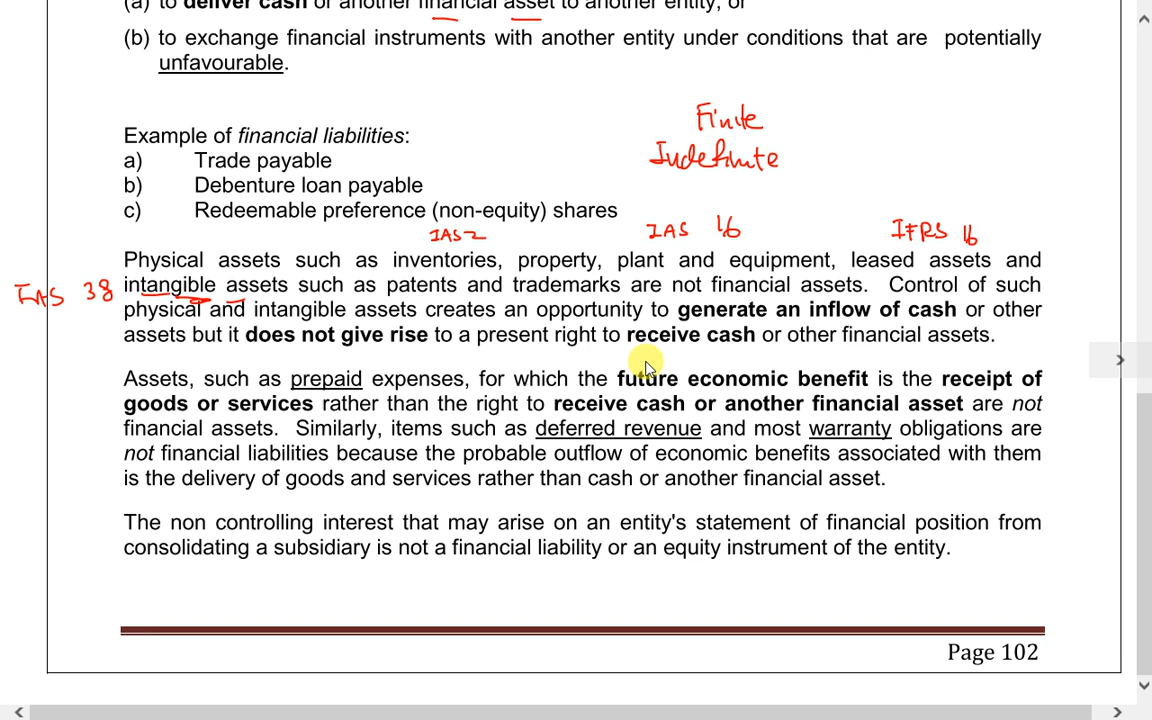 (a) to deliver cash or another financial asset to another entity, or
(b) to exchange financial instruments with another entity under conditions that are potentially
unfavourable.
Finite
Indefinite
Example of financial liabilities:
a) Trade payable
b) Debenture loan payable
c) Redeemable preference (non-equity) shares
IAS 2 IAS 16 IFRS 16
Physical assets such as inventories, property, plant and equipment, leased assets and
IAS 38 intangible assets such as patents and trademarks are not financial assets. Control of such
physical and intangible assets creates an opportunity to generate an inflow of cash or other
assets but it does not give rise to a present right to receive cash or other financial assets.
Assets, such as prepaid expenses, for which the future economic benefit is the receipt of
goods or services rather than the right to receive cash or another financial asset are not
financial assets. Similarly, items such as deferred revenue and most warranty obligations are
not financial liabilities because the probable outflow of economic benefits associated with them
is the delivery of goods and services rather than cash or another financial asset.
The non controlling interest that may arise on an entity's statement of financial position from
consolidating a subsidiary is not a financial liability or an equity instrument of the entity.
Page 102